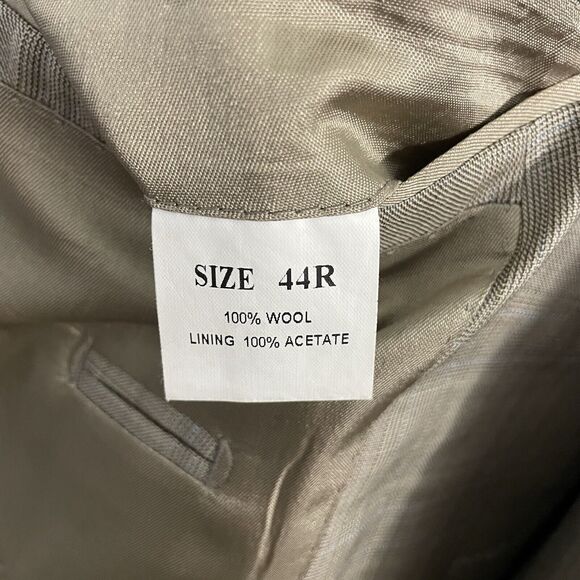 SIZE 44R
100% WOOL
LINING 100% ACETATE